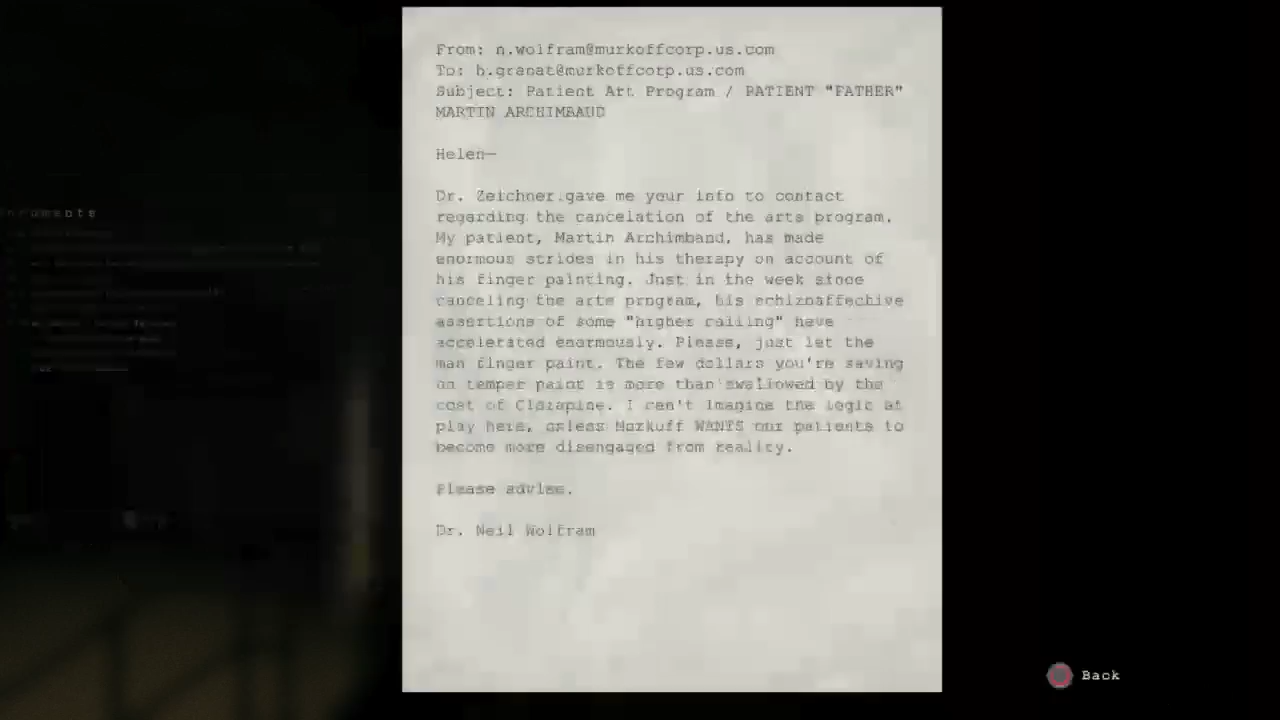 From: n.wolfram@murkoffcorp.us.com
To: h.granat@murkoffcorp.us.com
Subject: Patient Art Program / PATIENT "FATHER"
MARTIN ARCHIMBAUD
Helen—
Dr. Zeichner gave me your info to contact
regarding the cancelation of the arts program.
My patient, Martin Archimbaud, has made
enormous strides in his therapy on account of
his finger painting. Just in the week since
canceling the arts program, his schizoaffective
assertions of some "higher calling" have
accelerated enormously. Please, just let the
man finger paint. The few dollars you're saving
on temper paint is more than swallowed by the
cost of Clozapine. I can't imagine the logic at
play here, unless Murkoff WANTS our patients to
become more disengaged from reality.
Please advise.
Dr. Neil Wolfram
Back